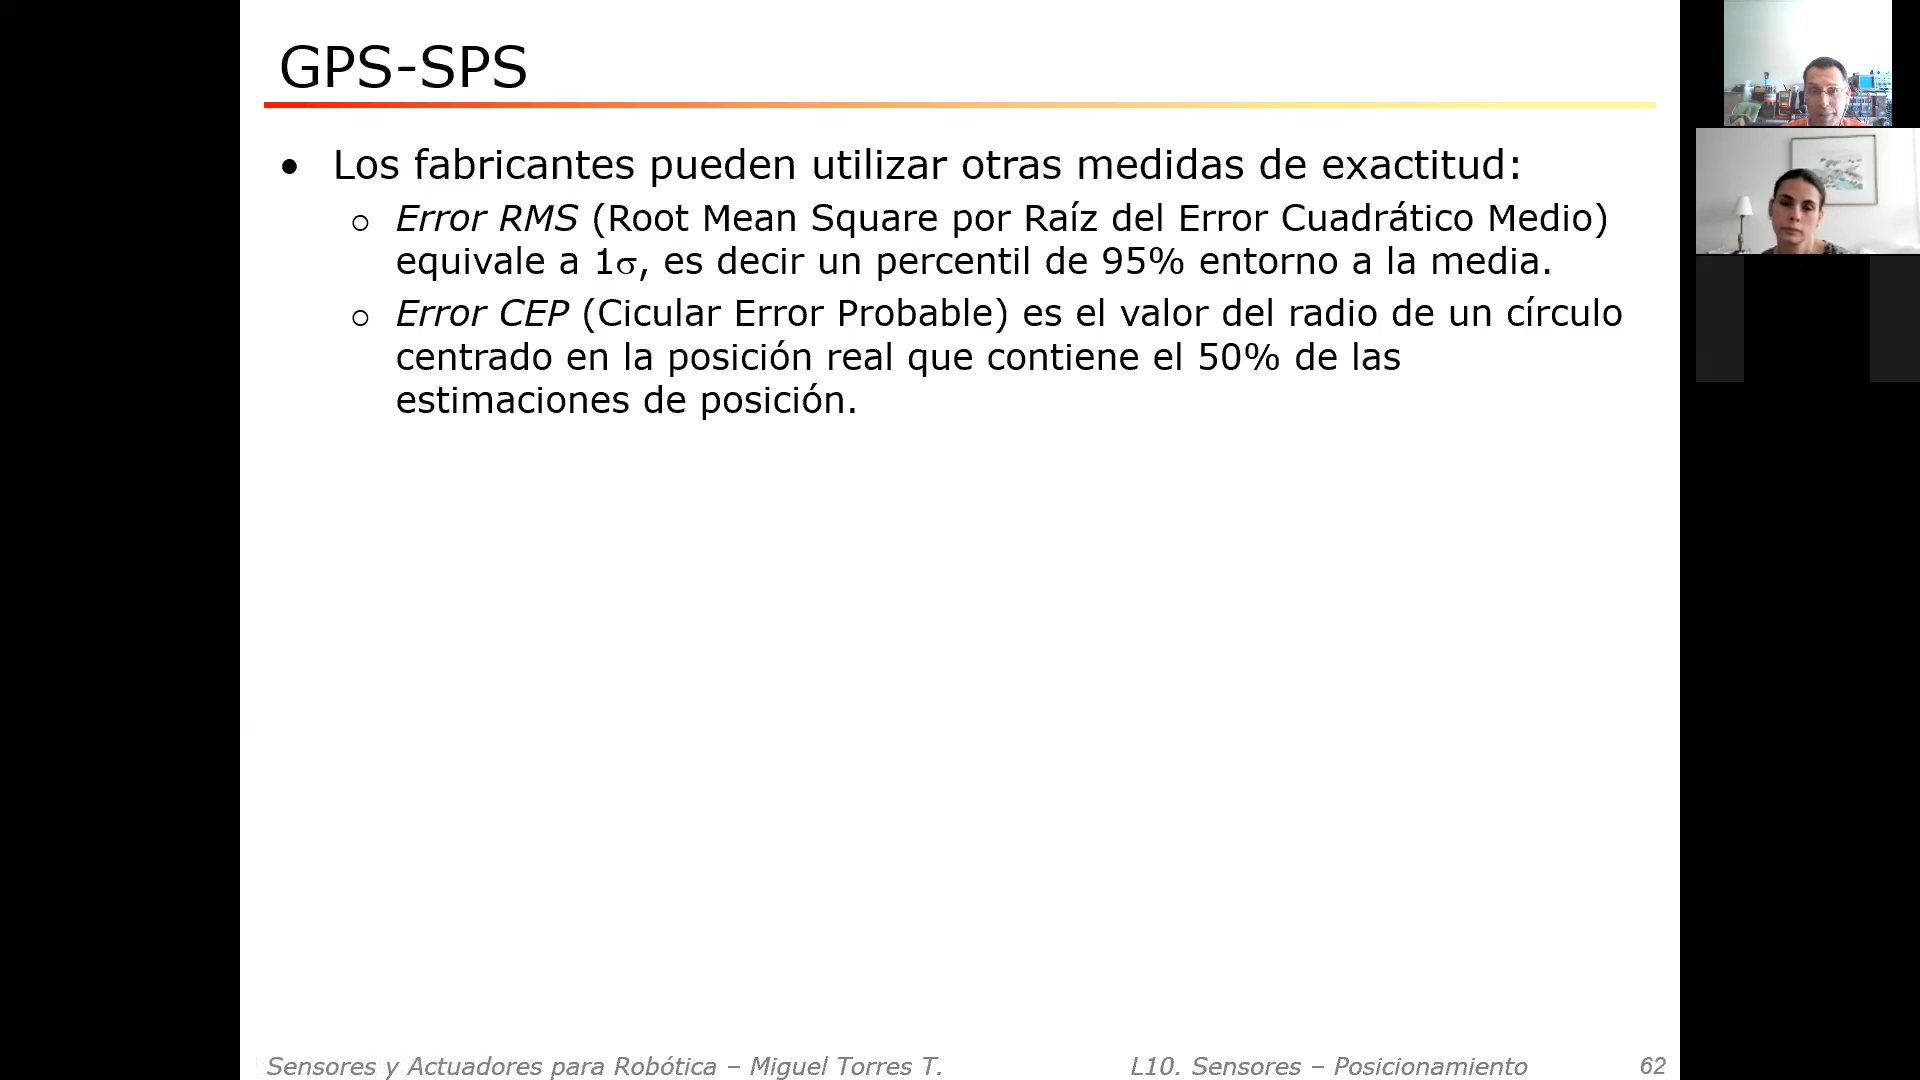 GPS-SPS
• Los fabricantes pueden utilizar otras medidas de exactitud:
○ Error RMS (Root Mean Square por Raíz del Error Cuadrático Medio)
equivale a 1σ, es decir un percentil de 95% entorno a la media.
○ Error CEP (Cicular Error Probable) es el valor del radio de un círculo
centrado en la posición real que contiene el 50% de las
estimaciones de posición.
Sensores y Actuadores para Robótica – Miguel Torres T.
L10. Sensores – Posicionamiento
62